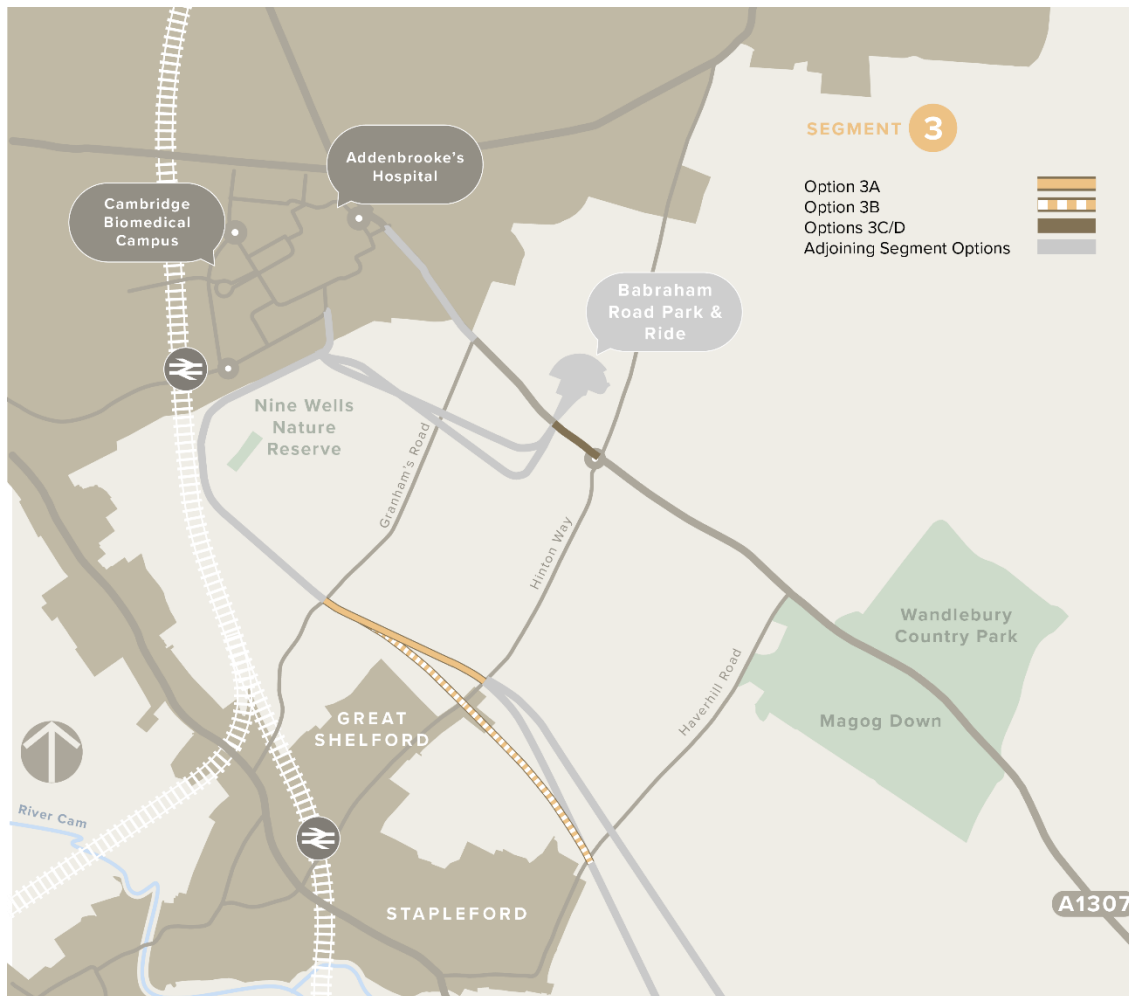 SEGMENT 3
Addenbrooke's
Hospital
Cambridge
Biomedical
Campus
Option 3A
Option 3B
Options 3C/D
Adjoining Segment Options
Babraham
Road Park &
Ride
Nine Wells
Nature
Reserve
Granham's Road
Hinton Way
Wandlebury
Country Park
Haverhill Road
Magog Down
GREAT
SHELFORD
River Cam
A1307
STAPLEFORD